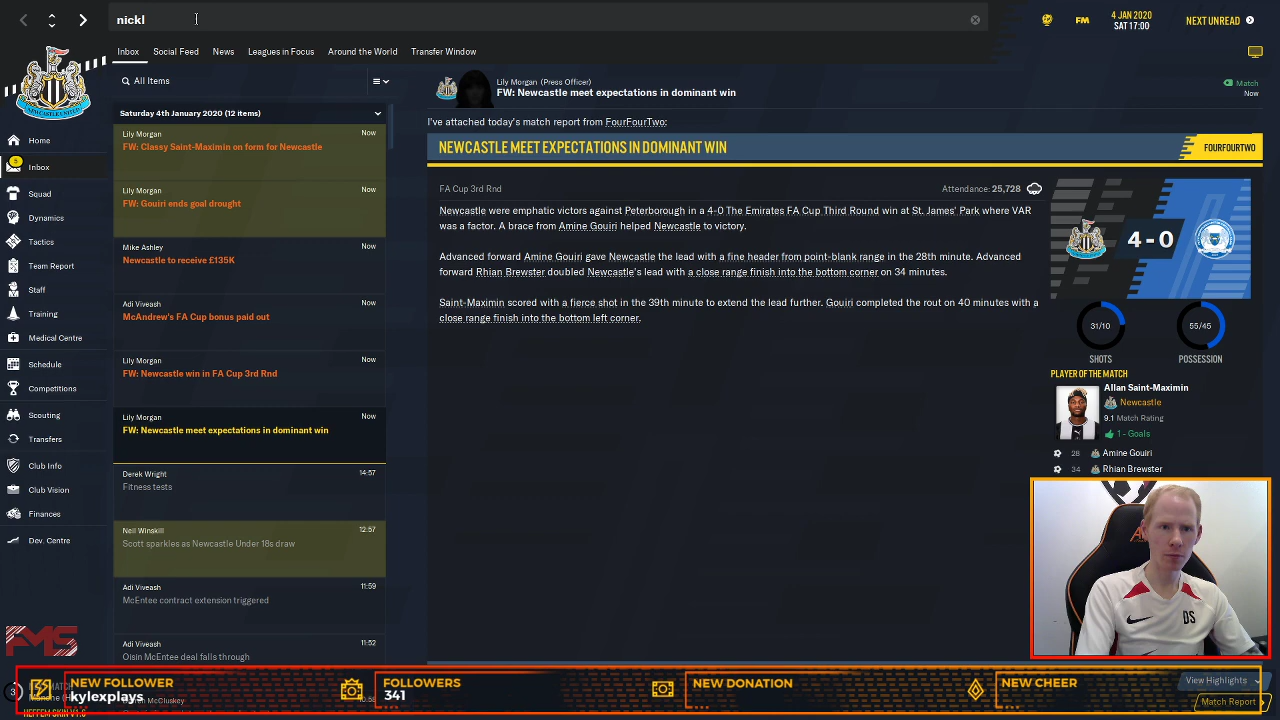 nickl
4 JAN 2020
SAT 17:00
FM
NEXT UNREAD
Inbox
Social Feed
News
Leagues in Focus
Around the World
Transfer Window
All Items
Saturday 4th January 2020 (12 items)
Lily Morgan
Now
FW: Classy Saint-Maximin on form for Newcastle
Lily Morgan
Now
FW: Gouiri ends goal drought
Mike Ashley
Now
Newcastle to receive £135K
Adi Viveash
Now
McAndrew's FA Cup bonus paid out
Lily Morgan
Now
FW: Newcastle win in FA Cup 3rd Rnd
Lily Morgan
Now
FW: Newcastle meet expectations in dominant win
Derek Wright
14:57
Fitness tests
Neil Winskill
12:57
Scott sparkles as Newcastle Under 18s draw
Adi Viveash
11:59
McEntee contract extension triggered
Adi Viveash
11:52
Oisin McEntee deal falls through
Home
5
Inbox
Squad
Dynamics
Tactics
Team Report
Staff
Training
Medical Centre
Schedule
Competitions
Scouting
Transfers
Club Info
Club Vision
Finances
Dev. Centre
Lily Morgan (Press Officer)
FW: Newcastle meet expectations in dominant win
Match
Now
I've attached today's match report from FourFourTwo:
NEWCASTLE MEET EXPECTATIONS IN DOMINANT WIN
FOURFOURTWO
FA Cup 3rd Rnd
Attendance: 25,728
Newcastle were emphatic victors against Peterborough in a 4-0 The Emirates FA Cup Third Round win at St. James' Park where VAR
was a factor. A brace from Amine Gouiri helped Newcastle to victory.
Advanced forward Amine Gouiri gave Newcastle the lead with a fine header from point-blank range in the 28th minute. Advanced
forward Rhian Brewster doubled Newcastle's lead with a close range finish into the bottom corner on 34 minutes.
Saint-Maximin scored with a fierce shot in the 39th minute to extend the lead further. Gouiri completed the rout on 40 minutes with a
close range finish into the bottom left corner.
4-0
31/10
55/45
SHOTS
POSSESSION
PLAYER OF THE MATCH
Allan Saint-Maximin
Newcastle
9.1 Match Rating
1 - Goals
28 Amine Gouiri
34 Rhian Brewster
DS
FMS
NEW FOLLOWER
kylexplays
FOLLOWERS
341
NEW DONATION
NEW CHEER
View Highlights
Match Report